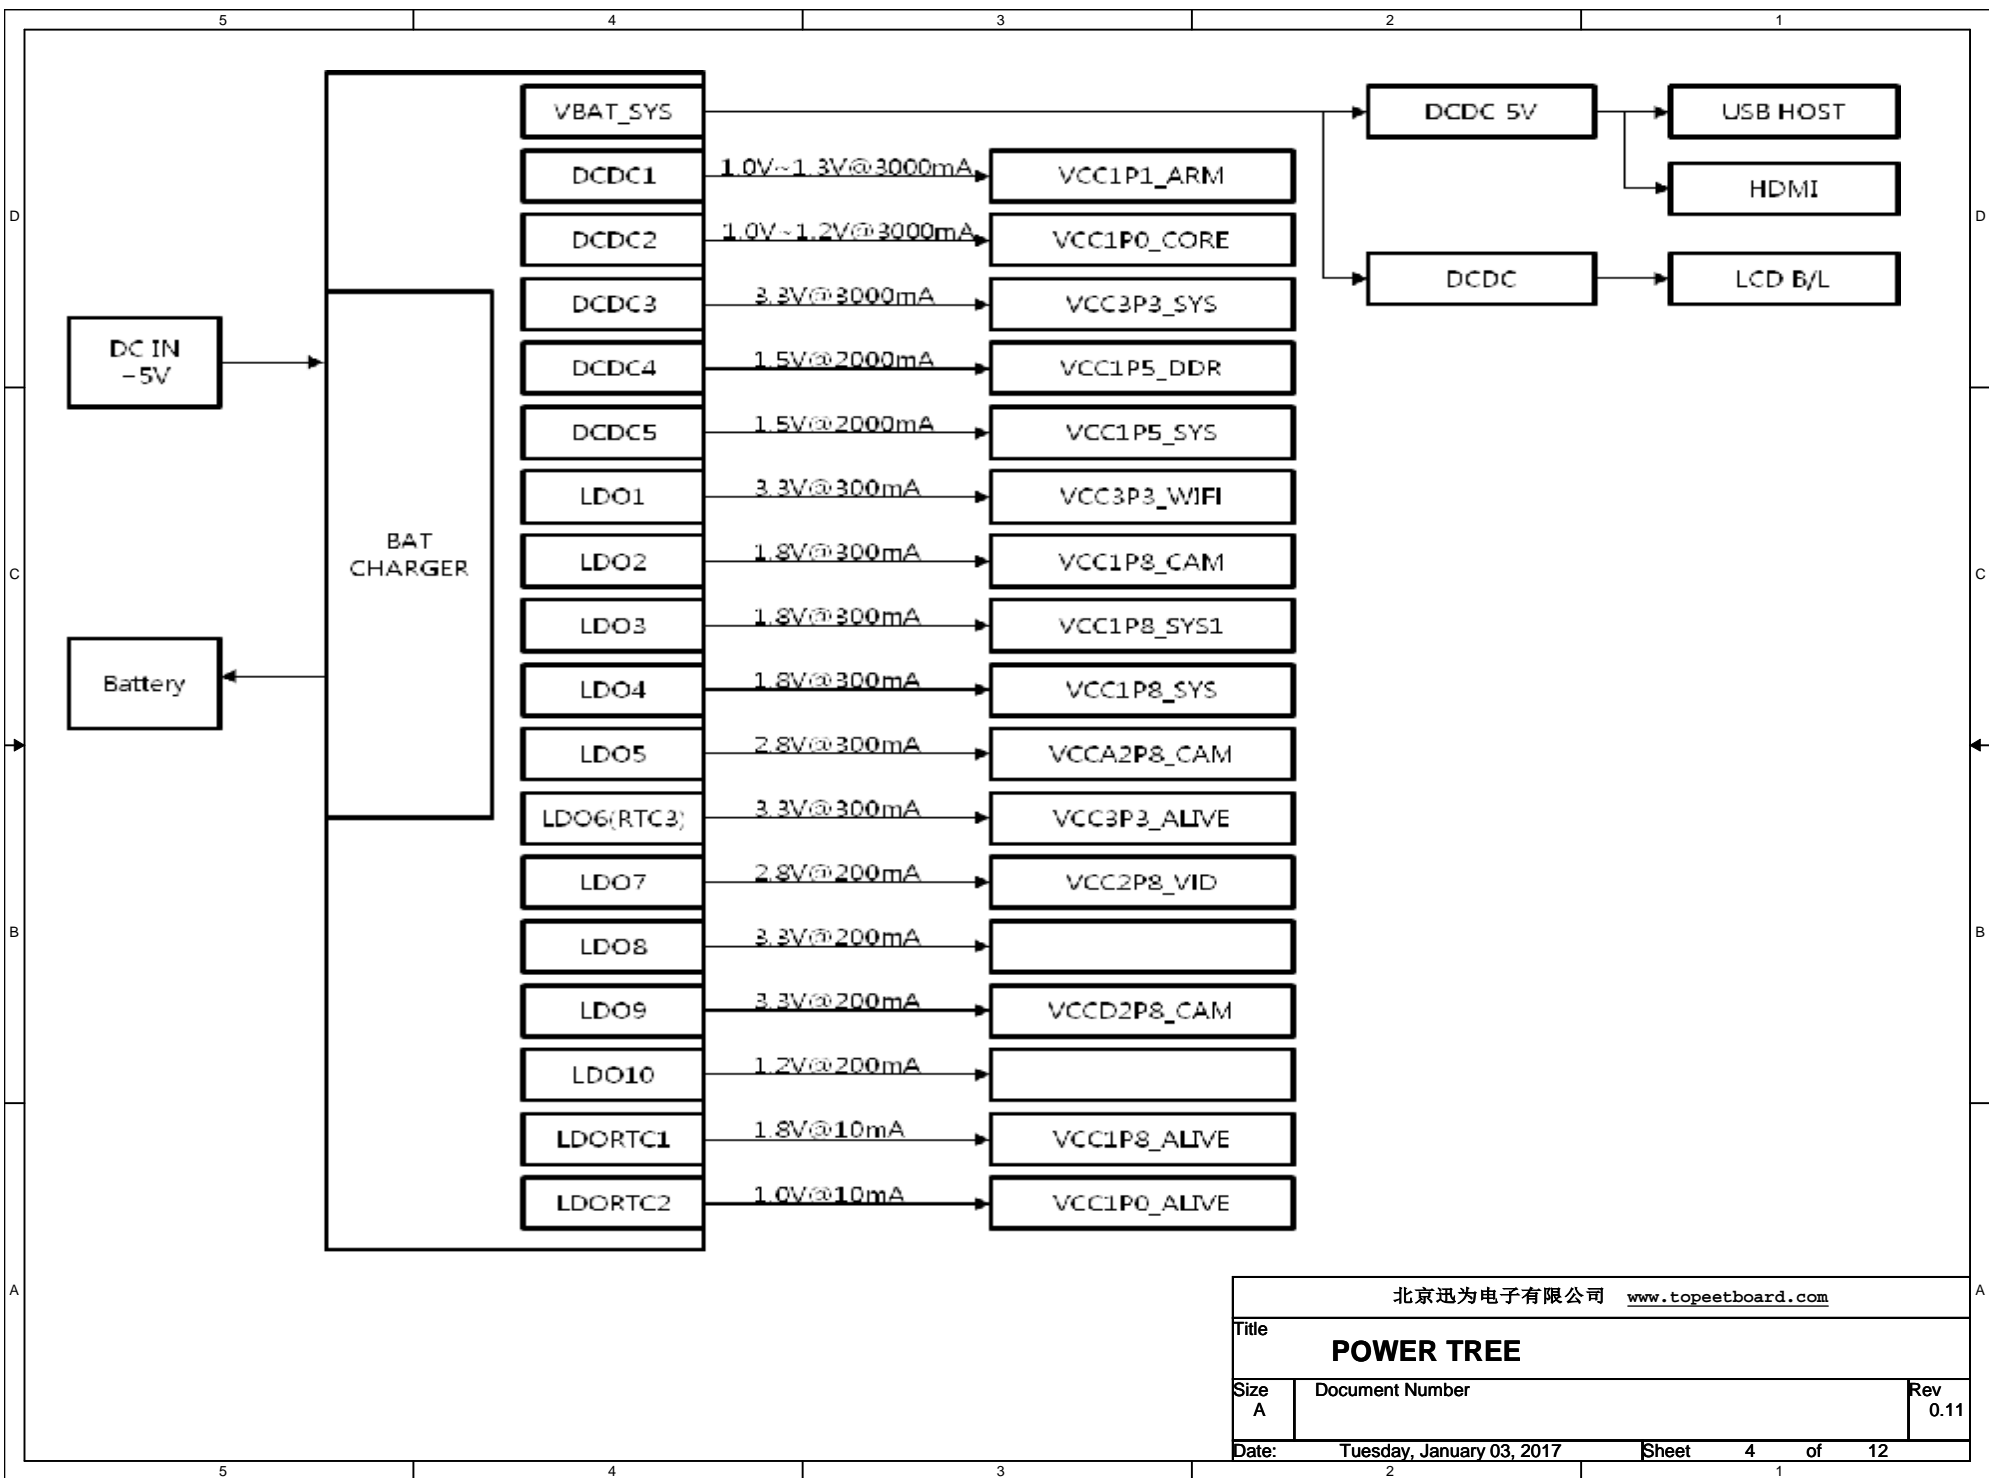 5 4 3 2 1
VBAT_SYS DCDC 5V USB HOST
DCDC1 1.0V~1.3V@3000mA VCC1P1_ARM
HDMI
D D
DCDC2 1.0V~1.2V@3000mA VCC1P0_CORE
DCDC LCD B/L
DCDC3 3.3V@3000mA VCC3P3_SYS
DC IN
~5V
DCDC4 1.5V@2000mA VCC1P5_DDR
DCDC5 1.5V@2000mA VCC1P5_SYS
LDO1 3.3V@300mA VCC3P3_WIFI
BAT
CHARGER
LDO2 1.8V@300mA VCC1P8_CAM
C C
LDO3 1.8V@300mA VCC1P8_SYS1
Battery
LDO4 1.8V@300mA VCC1P8_SYS
LDO5 2.8V@300mA VCCA2P8_CAM
LDO6(RTC3) 3.3V@300mA VCC3P3_ALIVE
LDO7 2.8V@200mA VCC2P8_VID
B B
LDO8 3.3V@200mA
LDO9 3.3V@200mA VCCD2P8_CAM
LDO10 1.2V@200mA
LDORTC1 1.8V@10mA VCC1P8_ALIVE
LDORTC2 1.0V@10mA VCC1P0_ALIVE
A A
北京迅为电子有限公司 www.topeetboard.com
Title
POWER TREE
Size Document Number Rev
A 0.11
Date: Tuesday, January 03, 2017 Sheet 4 of 12
5 4 3 2 1